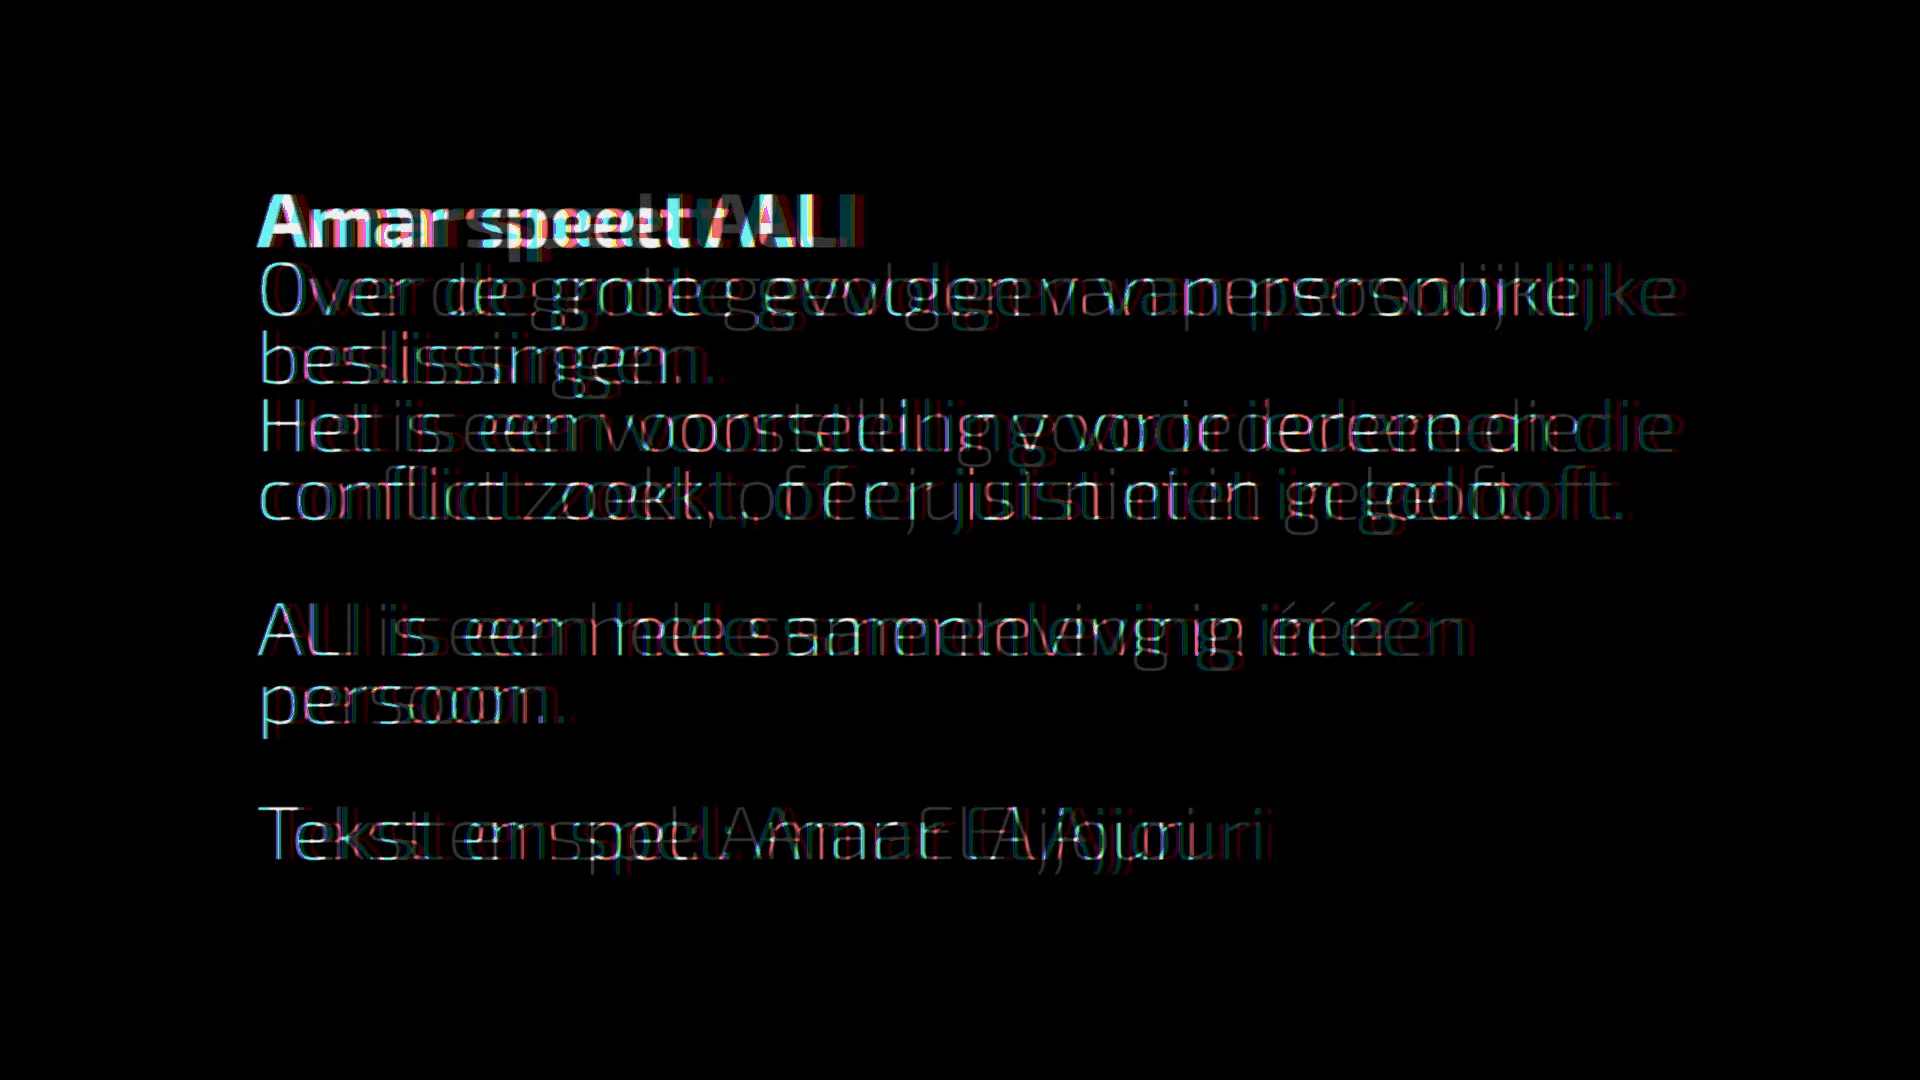 Amar speelt ALI
Over de grote gevolgen van persoonlijke
beslissingen.
Het is een voorstelling voor iedereen die
conflict zoekt, of er juist niet in gelooft.
ALI is een hele samenleving in één
persoon.
Tekst en spel: Amar El Ajjouri